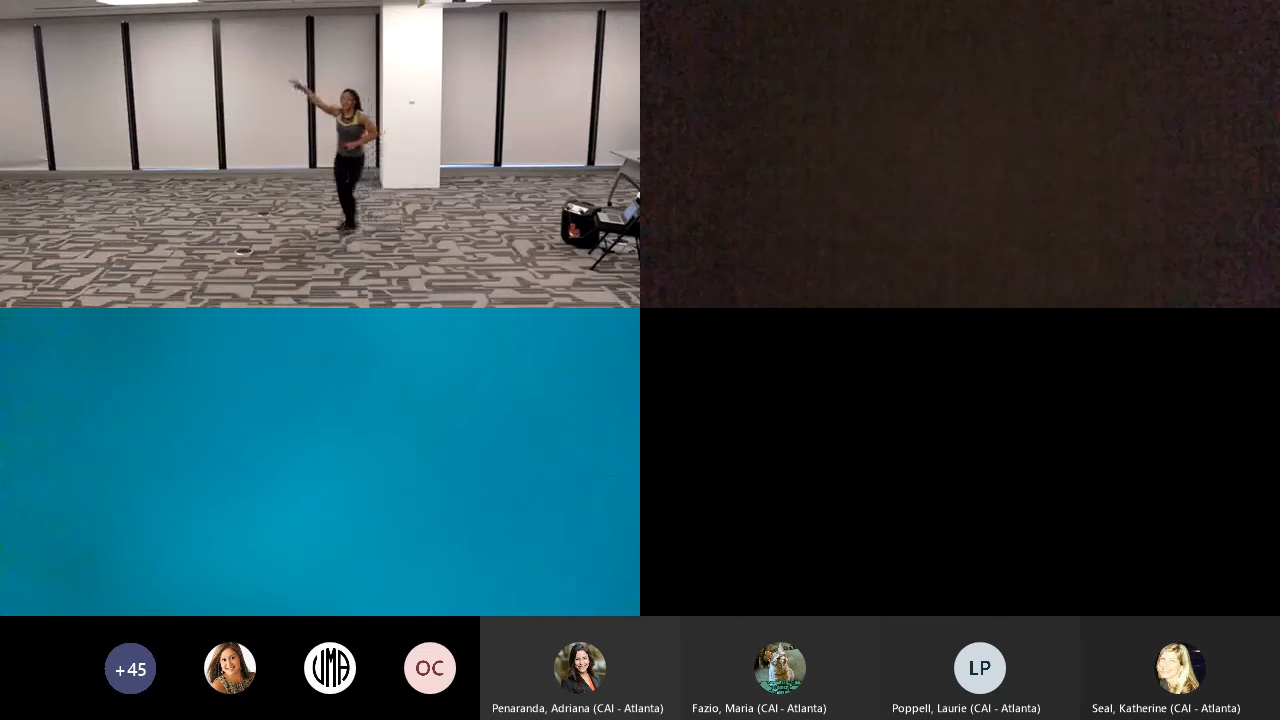 +45
UMA
OC
LP
Penaranda, Adriana (CAI - Atlanta)
Fazio, Maria (CAI - Atlanta)
Poppell, Laurie (CAI - Atlanta)
Seal, Katherine (CAI - Atlanta)